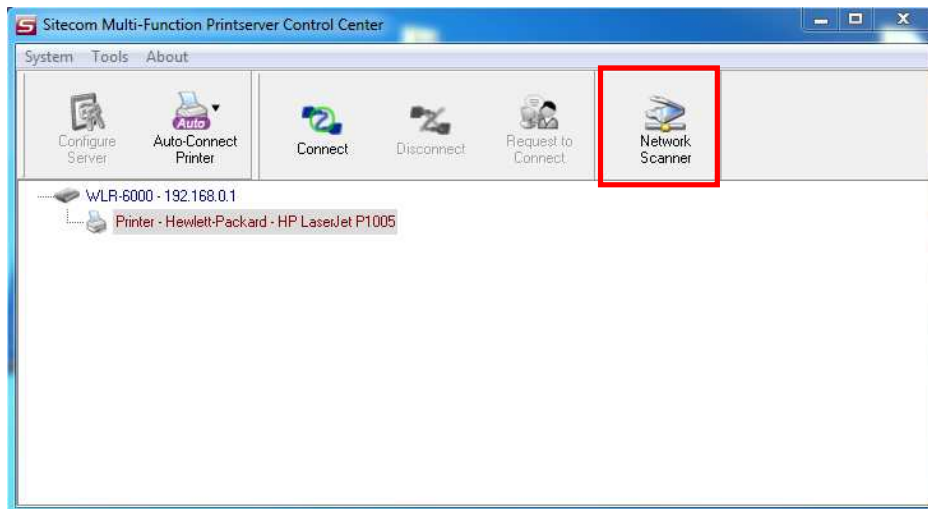 Sitecom Multi-Function Printserver Control Center
System Tools About
Configure Server
Auto
Auto-Connect Printer
Connect
Disconnect
Request to Connect
Network Scanner
WLR-6000 - 192.168.0.1
Printer - Hewlett-Packard - HP LaserJet P1005